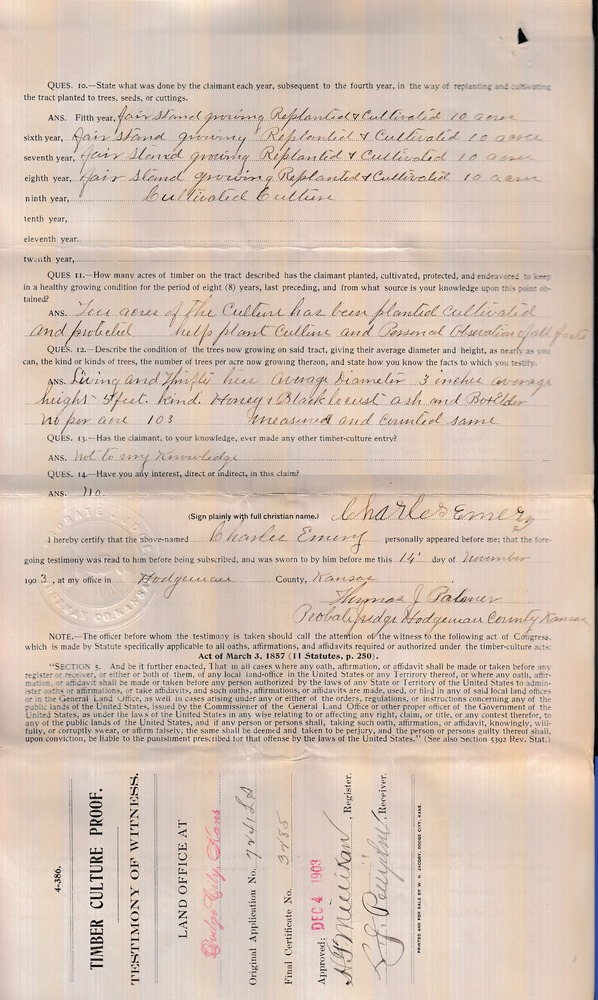 QUES. 10.—State what was done by the claimant each year, subsequent to the fourth year, in the way of replanting and cultivating
the tract planted to trees, seeds, or cuttings.
ANS. Fifth year, fair Stand growing Replanted & Cultivated 10 acres
sixth year, fair Stand growing Replanted & Cultivated 10 acres
seventh year, fair Stand growing Replanted & Cultivated 10 acres
eighth year, fair Stand growing Replanted & Cultivated 10 acres
ninth year, Cultivated Culture
tenth year,
eleventh year.
twelfth year,
QUES 11.—How many acres of timber on the tract described has the claimant planted, cultivated, protected, and endeavored to keep
in a healthy growing condition for the period of eight (8) years, last preceding, and from what source is your knowledge upon this point ob-
tained?
ANS. Ten acres of the Culture has been planted Cultivated
and protected help plant Culture and Personal Observation of all facts
QUES. 12.—Describe the condition of the trees now growing on said tract, giving their average diameter and height, as nearly as you
can, the kind or kinds of trees, the number of trees per acre now growing thereon, and state how you know the facts to which you testify.
ANS. Living and Thrifty trees average Diameter 3 inches average
height 5 feet. Kind. Honey & Black locust ash and Box Elder
No per acre 103 Measured and counted same
QUES. 13.—Has the claimant, to your knowledge, ever made any other timber-culture entry?
ANS. Not to my Knowledge
QUES. 14.—Have you any interest, direct or indirect, in this claim?
ANS. No.
(Sign plainly with full christian name.) Charles Emery
I hereby certify that the above-named Charles Emery personally appeared before me; that the fore-
going testimony was read to him before being subscribed, and was sworn to by him before me this 14 day of November
190 3, at my office in Hodgeman County, Kansas.
Thomas J.
Probate judge Hodgeman County Kansas
NOTE.—The officer before whom the testimony is taken should call the attention of the witness to the following act of Congress,
which is made by Statute specifically applicable to all oaths, affirmations, and affidavits required or authorized under the timber-culture acts:
Act of March 3, 1857 (11 Statutes, p. 250).
"SECTION 5. And be it further enacted, That in all cases where any oath, affirmation, or affidavit shall be made or taken before any
register or receiver, or either or both of them, of any local land-office in the United States or any Territory thereof, or where any oath, affir-
mation, or affidavit shall be made or taken before any person authorized by the laws of any State or Territory of the United States to admin-
ister oaths or affirmations, or take affidavits, and such oaths, affirmations, or affidavits are made, used, or filed in any of said local land offices
or in the General Land Office, as well in cases arising under any or either of the orders, regulations, or instructions concerning any of the
public lands of the United States, issued by the Commissioner of the General Land Office or other proper officer of the Government of the
United States, as under the laws of the United States in any wise relating to or affecting any right, claim, or title, or any contest therefor, to
any of the public lands of the United States, and if any person or persons shall, taking such oath, affirmation, or affidavit, knowingly, will-
fully, or corruptly swear, or affirm falsely, the same shall be deemed and taken to be perjury, and the person or persons guilty thereof shall,
upon conviction, be liable to the punishment prescribed for that offense by the laws of the United States." (See also Section 5392 Rev. Stat.)
4-386.
TIMBER CULTURE PROOF.
TESTIMONY OF WITNESS.
LAND OFFICE AT
Dodge City, Kans
Original Application No. 7241
Final Certificate No. 3285
Approved: DEC 4 1903
, Register.
, Receiver.
PRINTED AND FOR SALE BY W. H. JACOBY, DODGE CITY, KANS.